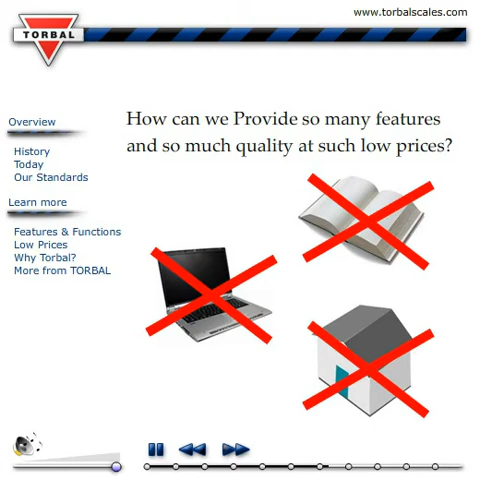 www.torbalscales.com
TORBAL
How can we Provide so many features
and so much quality at such low prices?
Overview
History
Today
Our Standards
Learn more
Features & Functions
Low Prices
Why Torbal?
More from TORBAL